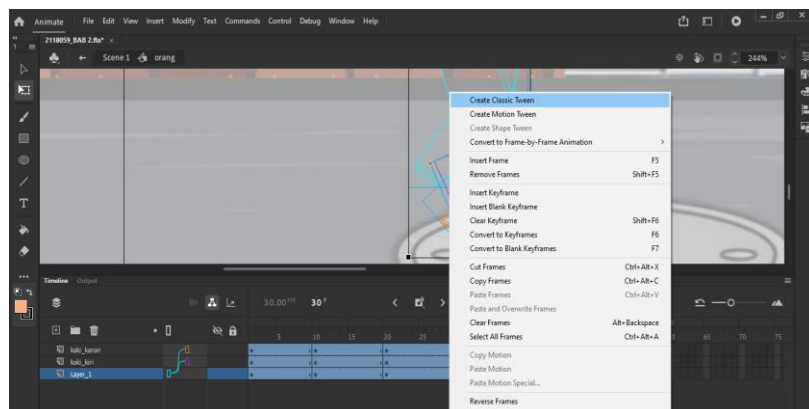 Animate File Edit View Insert Modify Text Commands Control Debug Window Help
2118059_BAB 2.fla* ×
Scene 1 orang 244%
Create Classic Tween
Create Motion Tween
Create Shape Tween
Convert to Frame-by-Frame Animation
Insert Frame F5
Remove Frames Shift+F5
Insert Keyframe
Insert Blank Keyframe
Clear Keyframe Shift+F6
Convert to Keyframes F6
Convert to Blank Keyframes F7
Cut Frames Ctrl+Alt+X
Copy Frames Ctrl+Alt+C
Paste Frames Ctrl+Alt+V
Paste and Overwrite Frames
Clear Frames Alt+Backspace
Select All Frames Ctrl+Alt+A
Copy Motion
Paste Motion
Paste Motion Special...
Reverse Frames
Timeline Output
30.00 FPS 30 F
5 10 15 20 25 65 70 75
kaki_kanan
kaki_kiri
Layer_1